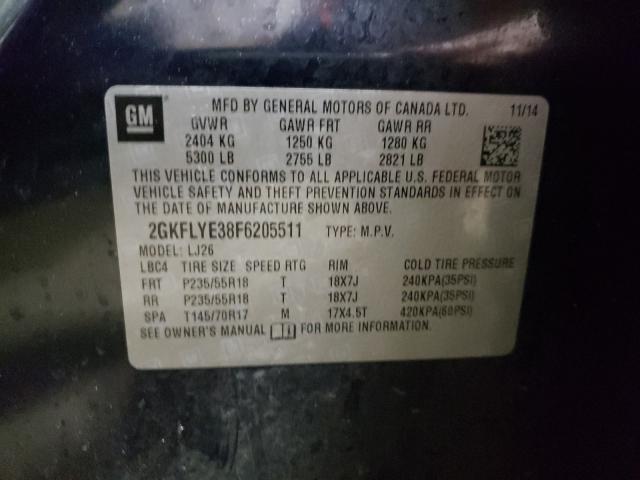 GM
MFD BY GENERAL MOTORS OF CANADA LTD. 11/14
GVWR GAWR FRT GAWR RR
2404 KG 1250 KG 1280 KG
5300 LB 2755 LB 2821 LB
THIS VEHICLE CONFORMS TO ALL APPLICABLE U.S. FEDERAL MOTOR
VEHICLE SAFETY AND THEFT PREVENTION STANDARDS IN EFFECT ON
THE DATE OF MANUFACTURE SHOWN ABOVE.
2GKFLYE38F6205511 TYPE: M.P.V.
MODEL: LJ26
LBC4 TIRE SIZE SPEED RTG RIM COLD TIRE PRESSURE
FRT P235/55R18 T 18X7J 240KPA(35PSI)
RR P235/55R18 T 18X7J 240KPA(35PSI)
SPA T145/70R17 M 17X4.5T 420KPA(60PSI)
SEE OWNER'S MANUAL FOR MORE INFORMATION.